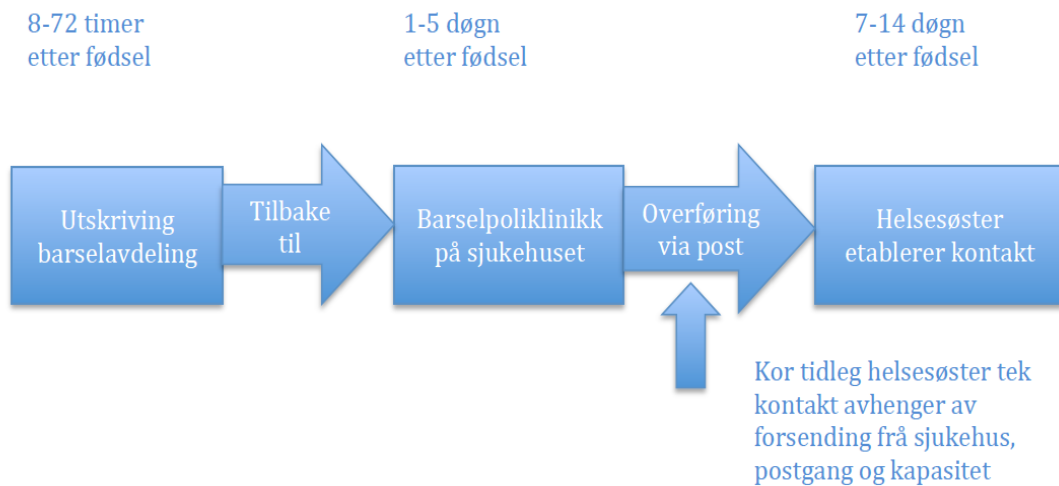 8-72 timer
etter fødsel
1-5 døgn
etter fødsel
7-14 døgn
etter fødsel
Utskriving
barselavdeling
Tilbake
til
Barselpoliklinikk
på sjukehuset
Overføring
via post
Helsesøster
etablerer kontakt
Kor tidleg helsesøster tek
kontakt avhenger av
forsending frå sjukehus,
postgang og kapasitet